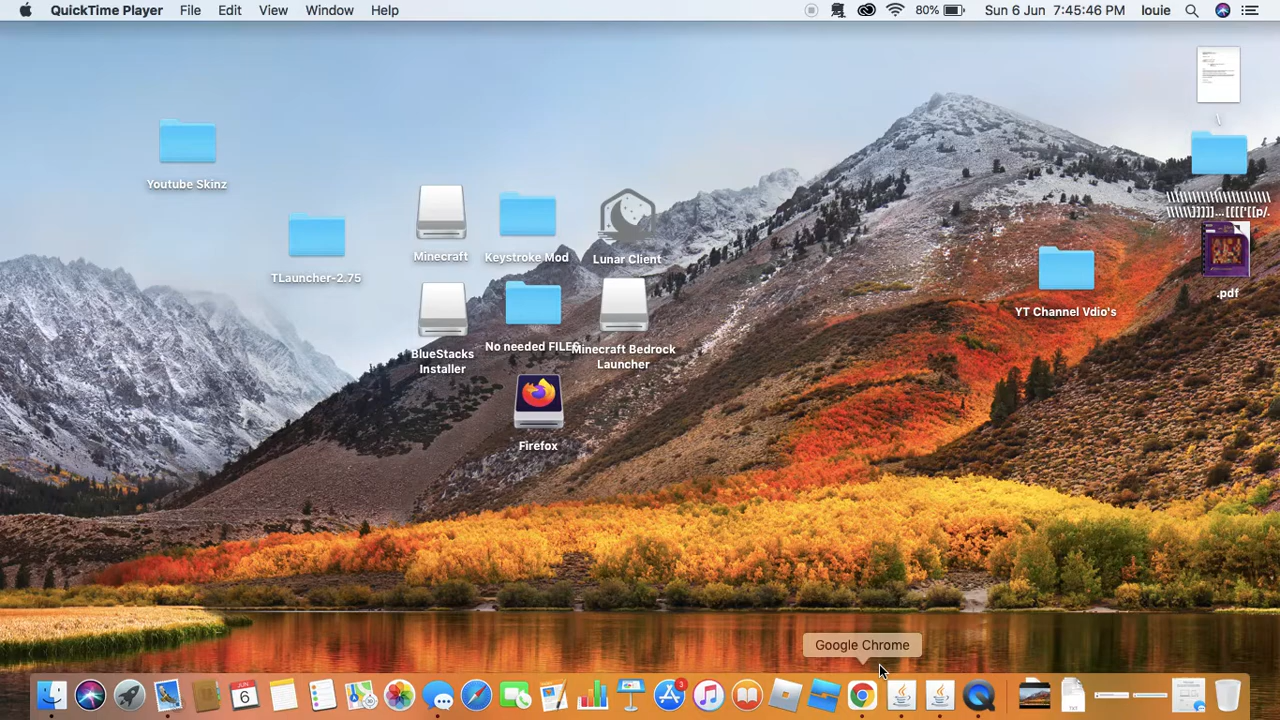 QuickTime Player File Edit View Window Help 80% Sun 6 Jun 7:45:46 PM louie
\
Youtube Skinz
\\\\\\\\\\\\\\\\\\\\\\\\\
\\\\\]]]]]...[[[['[[p/.
Minecraft Keystroke Mod Lunar Client
TLauncher-2.75
.pdf
YT Channel Vdio's
No needed FILES
BlueStacks
Installer
Minecraft Bedrock
Launcher
Firefox
Google Chrome
JUN
6
3